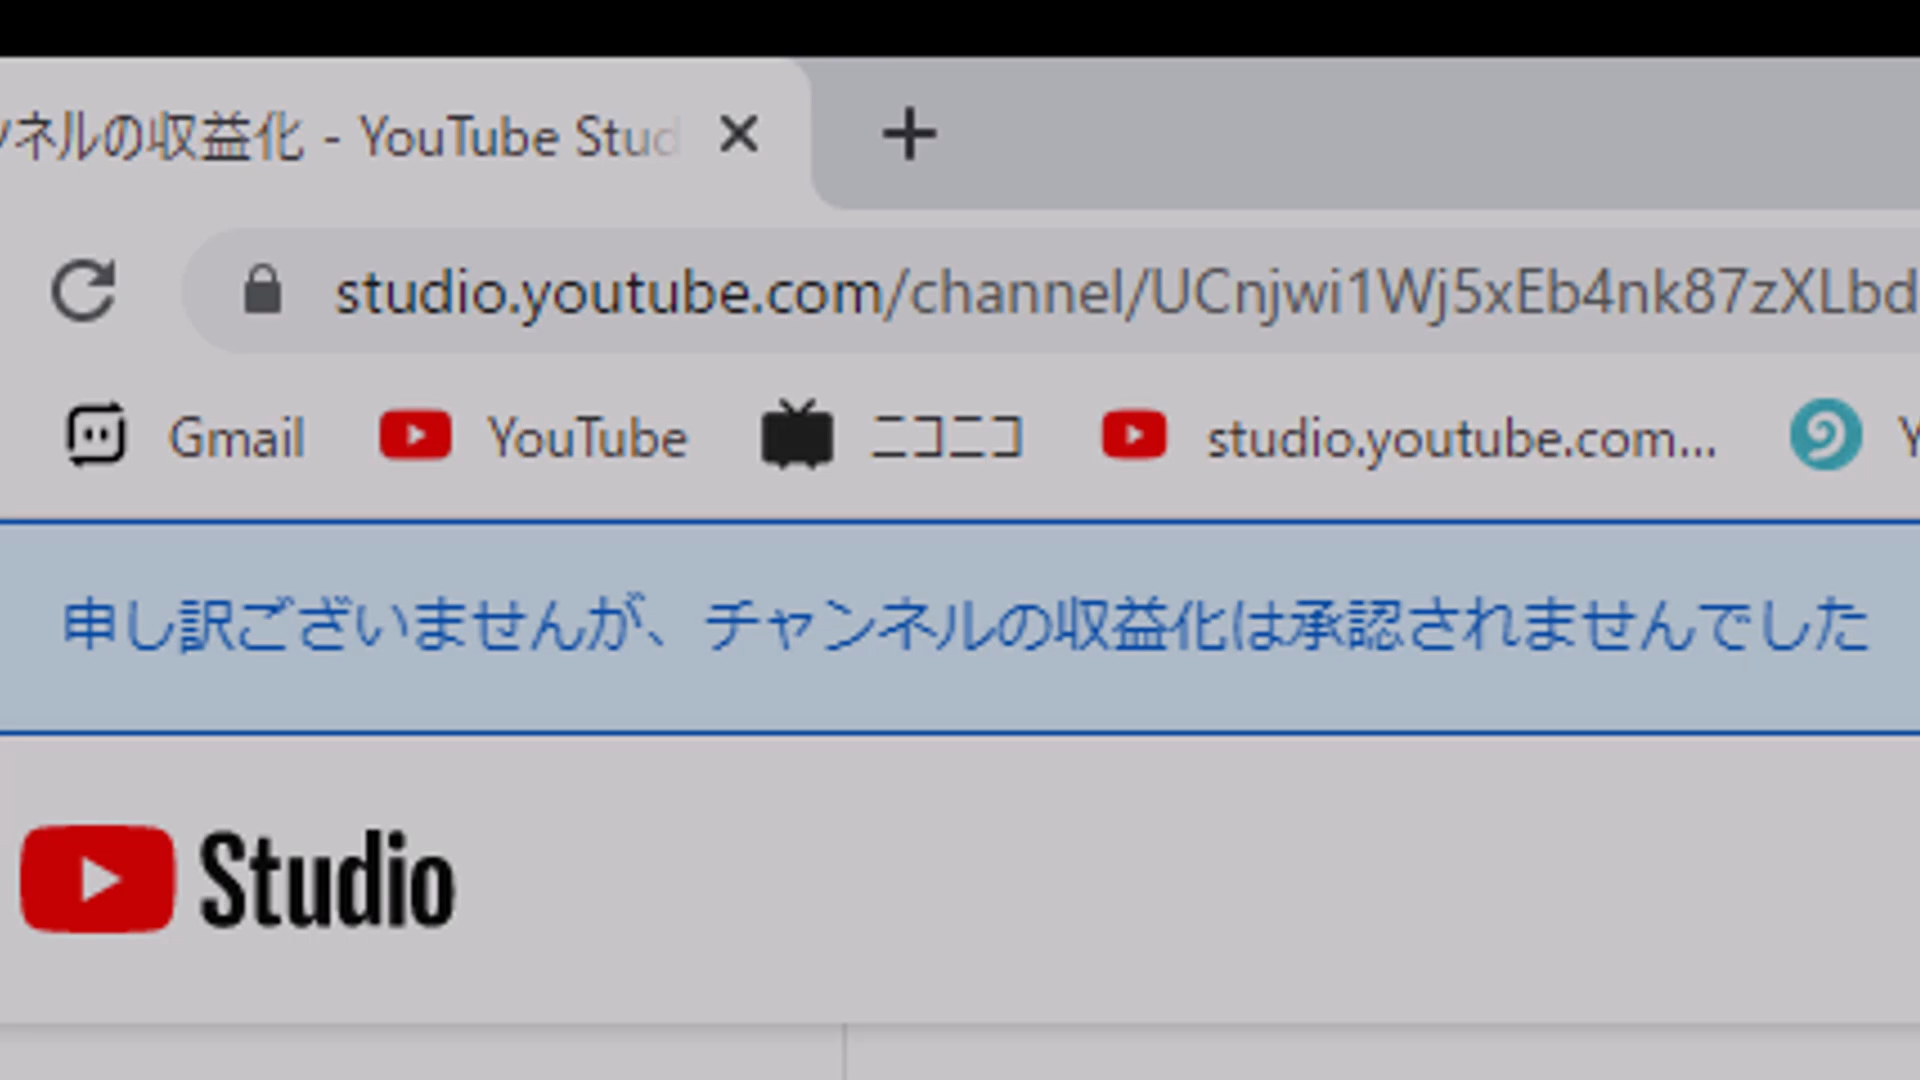 ネルの収益化 - YouTube Stud
studio.youtube.com/channel/UCnjwi1Wj5xEb4nk87zXLbd
Gmail YouTube ニコニコ studio.youtube.com... Y
申し訳ございませんが、チャンネルの収益化は承認されませんでした
Studio